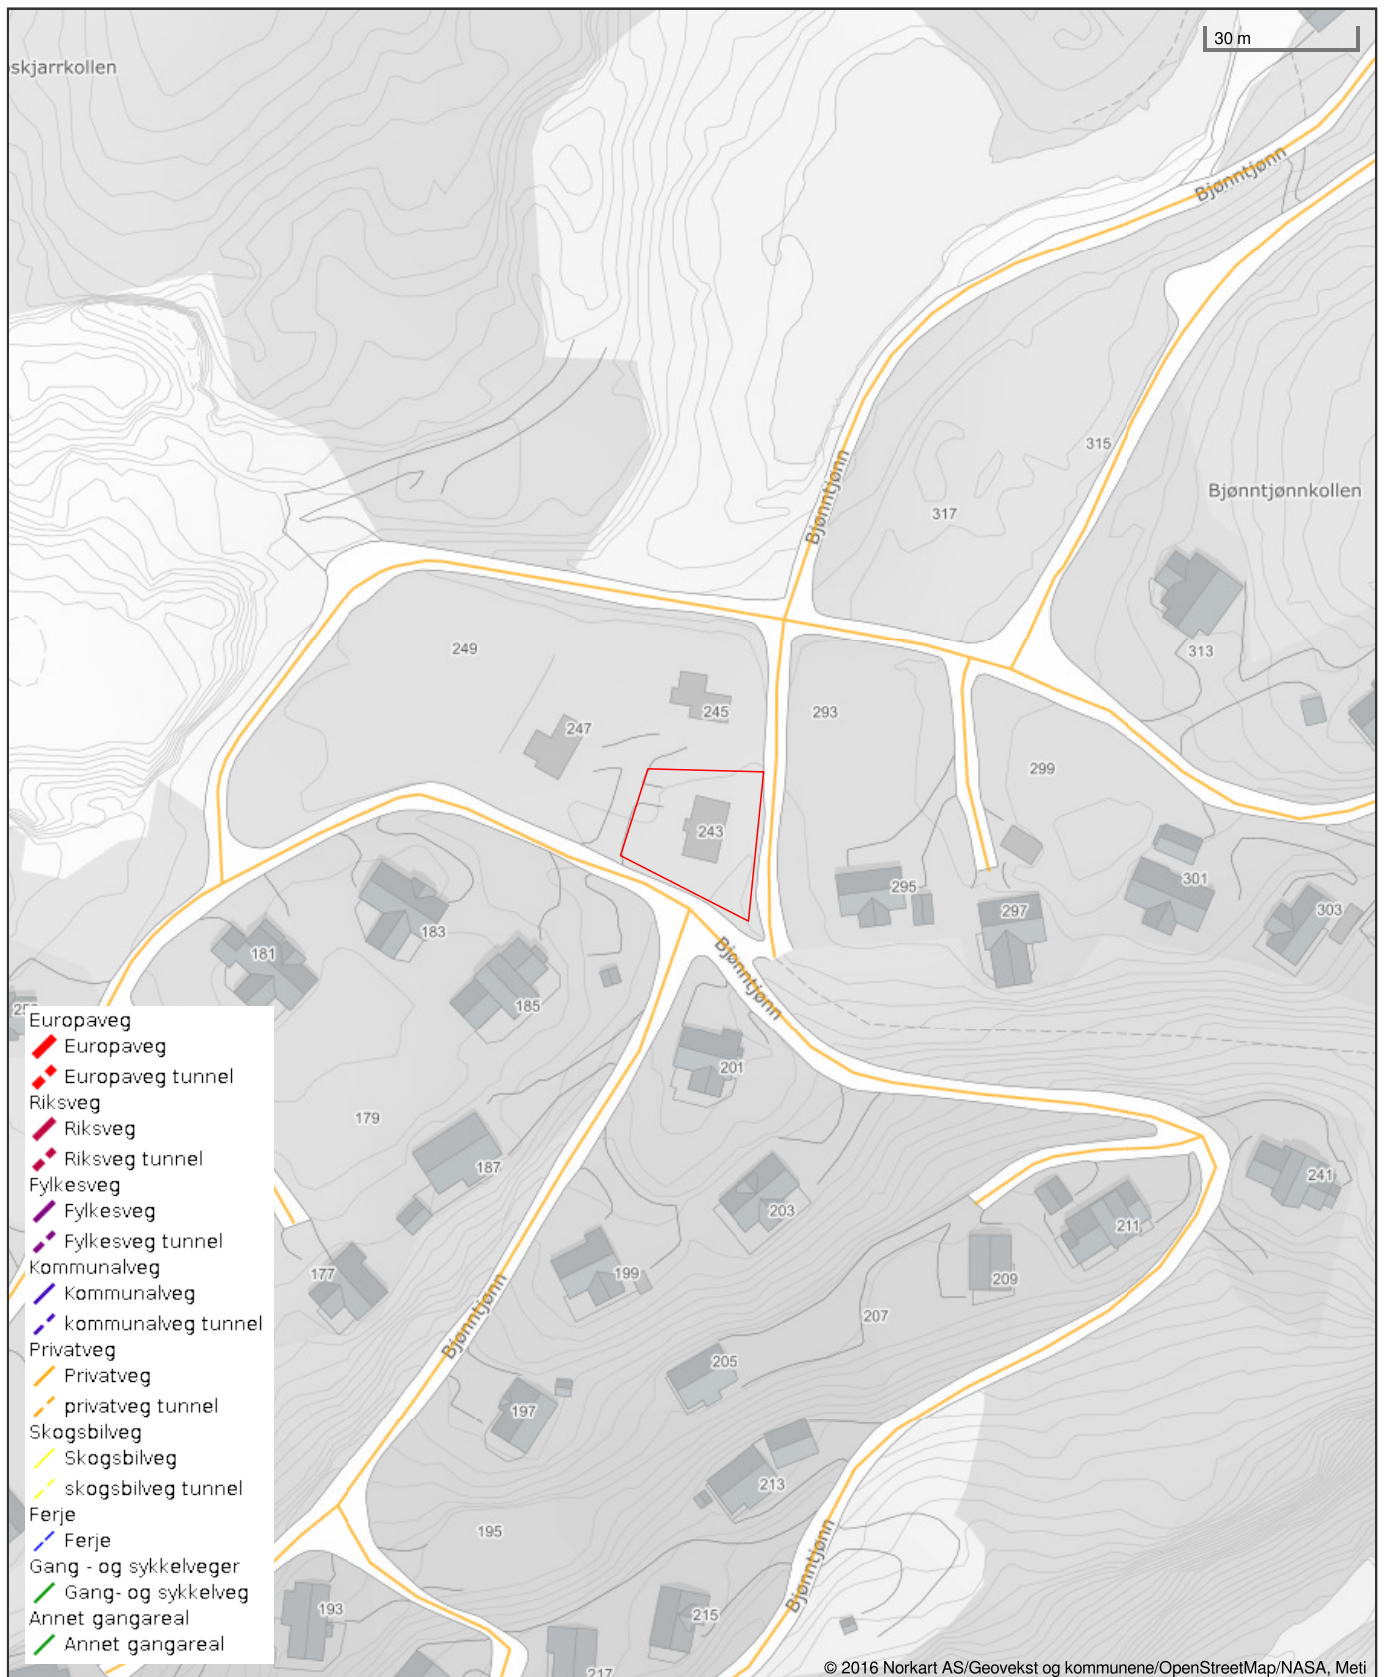 30 m
oskjarrkollen
Bjønntjønn
315
Bjønntjønnkollen
Bjønntjønn
317
249
313
245
293
247
299
243
301
295
297
303
183
181
185
Bjønntjønn
201
179
187
241
203
211
199
209
177
207
Bjønntjønn
205
197
213
195
Bjønntjønn
193
215
217
Europaveg
Europaveg
Europaveg tunnel
Riksveg
Riksveg
Riksveg tunnel
Fylkesveg
Fylkesveg
Fylkesveg tunnel
Kommunalveg
Kommunalveg
kommunalveg tunnel
Privatveg
Privatveg
privatveg tunnel
Skogsbilveg
Skogsbilveg
skogsbilveg tunnel
Ferje
Ferje
Gang - og sykkelveger
Gang- og sykkelveg
Annet gangareal
Annet gangareal
© 2016 Norkart AS/Geovekst og kommunene/OpenStreetMap/NASA, Meti